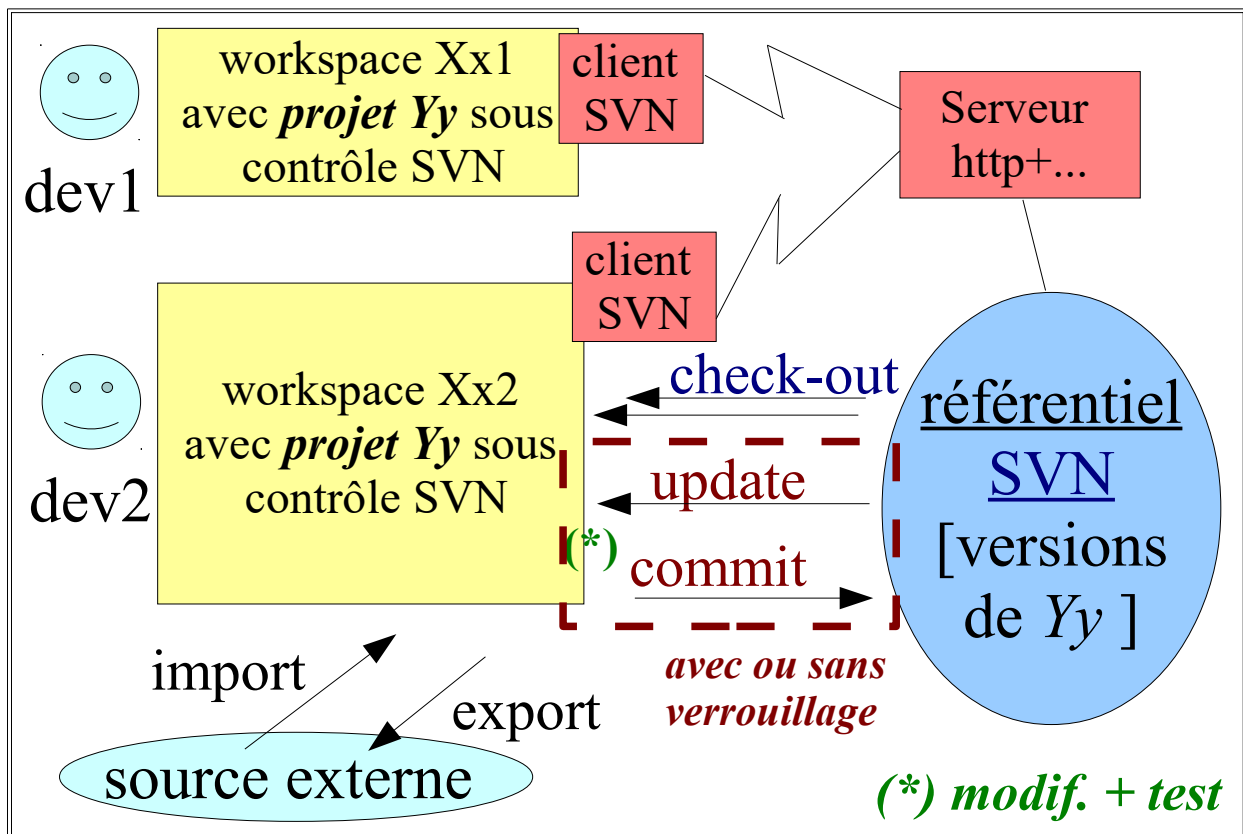 workspace Xx1
avec projet Yy sous
contrôle SVN
client
SVN
dev1
Serveur
http+...
client
SVN
workspace Xx2
avec projet Yy sous
contrôle SVN
dev2
check-out
update
(*)
commit
avec ou sans
verrouillage
référentiel
SVN
[versions
de Yy ]
import
export
source externe
(*) modif. + test